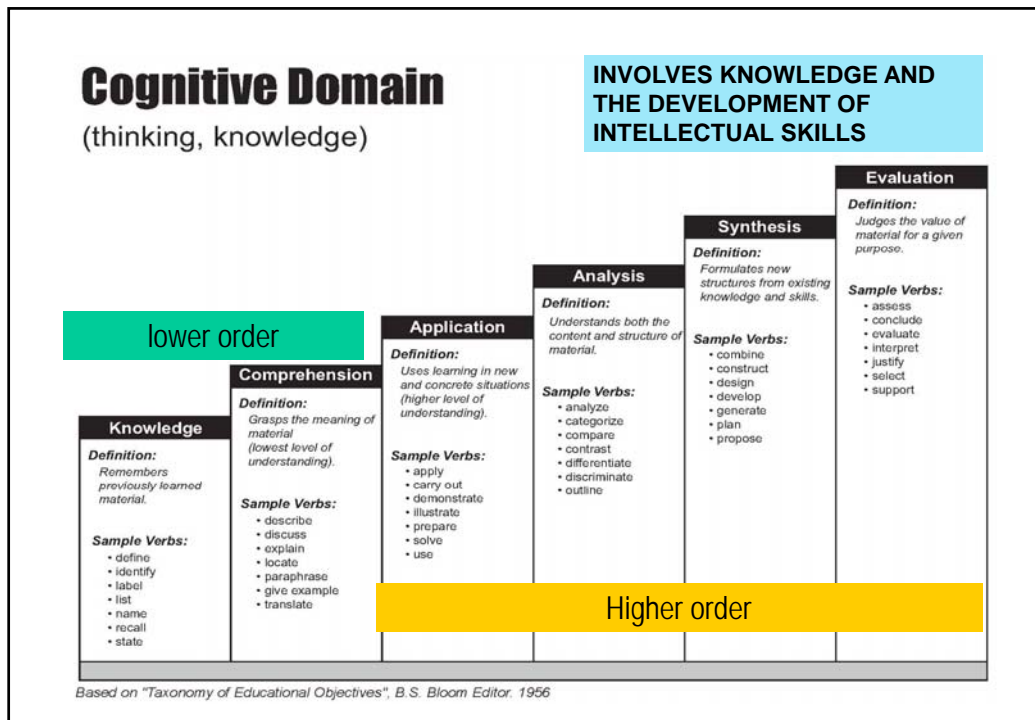 Cognitive Domain
(thinking, knowledge)
INVOLVES KNOWLEDGE AND
THE DEVELOPMENT OF
INTELLECTUAL SKILLS
lower order
Knowledge
Definition:
Remembers
previously learned
material.
Sample Verbs:
• define
• identify
• label
• list
• name
• recall
• state
Comprehension
Definition:
Grasps the meaning of
material
(lowest level of
understanding).
Sample Verbs:
• describe
• discuss
• explain
• locate
• paraphrase
• give example
• translate
Application
Definition:
Uses learning in new
and concrete situations
(higher level of
understanding).
Sample Verbs:
• apply
• carry out
• demonstrate
• illustrate
• prepare
• solve
• use
Analysis
Definition:
Understands both the
content and structure of
material.
Sample Verbs:
• analyze
• categorize
• compare
• contrast
• differentiate
• discriminate
• outline
Synthesis
Definition:
Formulates new
structures from existing
knowledge and skills.
Sample Verbs:
• combine
• construct
• design
• develop
• generate
• plan
• propose
Evaluation
Definition:
Judges the value of
material for a given
purpose.
Sample Verbs:
• assess
• conclude
• evaluate
• interpret
• justify
• select
• support
Higher order
Based on "Taxonomy of Educational Objectives", B.S. Bloom Editor. 1956